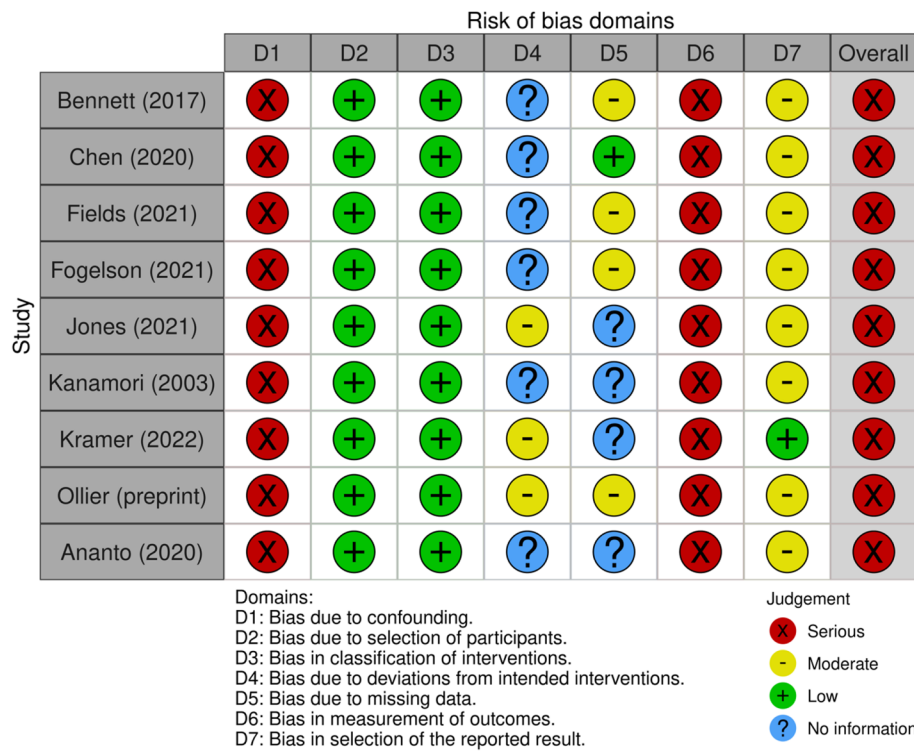 Risk of bias domains
D1 D2 D3 D4 D5 D6 D7 Overall
Study
Bennett (2017) X + + ? - X - X
Chen (2020) X + + ? + X - X
Fields (2021) X + + ? - X - X
Fogelson (2021) X + + ? - X - X
Jones (2021) X + + - ? X - X
Kanamori (2003) X + + ? ? X - X
Kramer (2022) X + + - ? X + X
Ollier (preprint) X + + - - X - X
Ananto (2020) X + + ? ? X - X
Domains:
D1: Bias due to confounding.
D2: Bias due to selection of participants.
D3: Bias in classification of interventions.
D4: Bias due to deviations from intended interventions.
D5: Bias due to missing data.
D6: Bias in measurement of outcomes.
D7: Bias in selection of the reported result.
Judgement
X Serious
- Moderate
+ Low
? No information